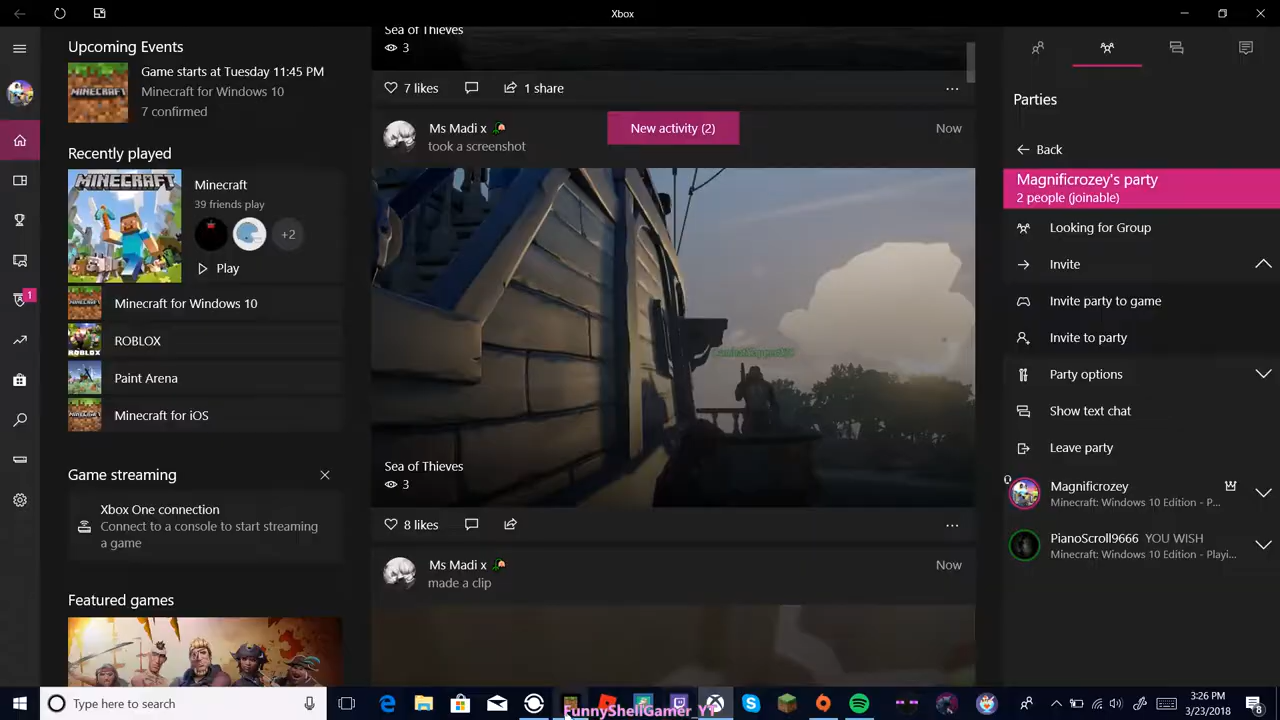 Xbox
Upcoming Events
Game starts at Tuesday 11:45 PM
Minecraft for Windows 10
7 confirmed
Recently played
MINECRAFT
Minecraft
39 friends play
+2
Play
Minecraft for Windows 10
ROBLOX
Paint Arena
Minecraft for iOS
Game streaming
Xbox One connection
Connect to a console to start streaming
a game
Featured games
1
Sea of Thieves
3
7 likes
1 share
Ms Madi x
took a screenshot
New activity (2)
Now
Sea of Thieves
3
8 likes
Ms Madi x
made a clip
Now
Parties
Back
Magnificrozey's party
2 people (joinable)
Looking for Group
Invite
Invite party to game
Invite to party
Party options
Show text chat
Leave party
Magnificrozey
Minecraft: Windows 10 Edition - P...
PianoScroll9666 YOU WISH
Minecraft: Windows 10 Edition - Playi...
Type here to search
FunnyShellGamer_YT
3:26 PM
3/23/2018
8